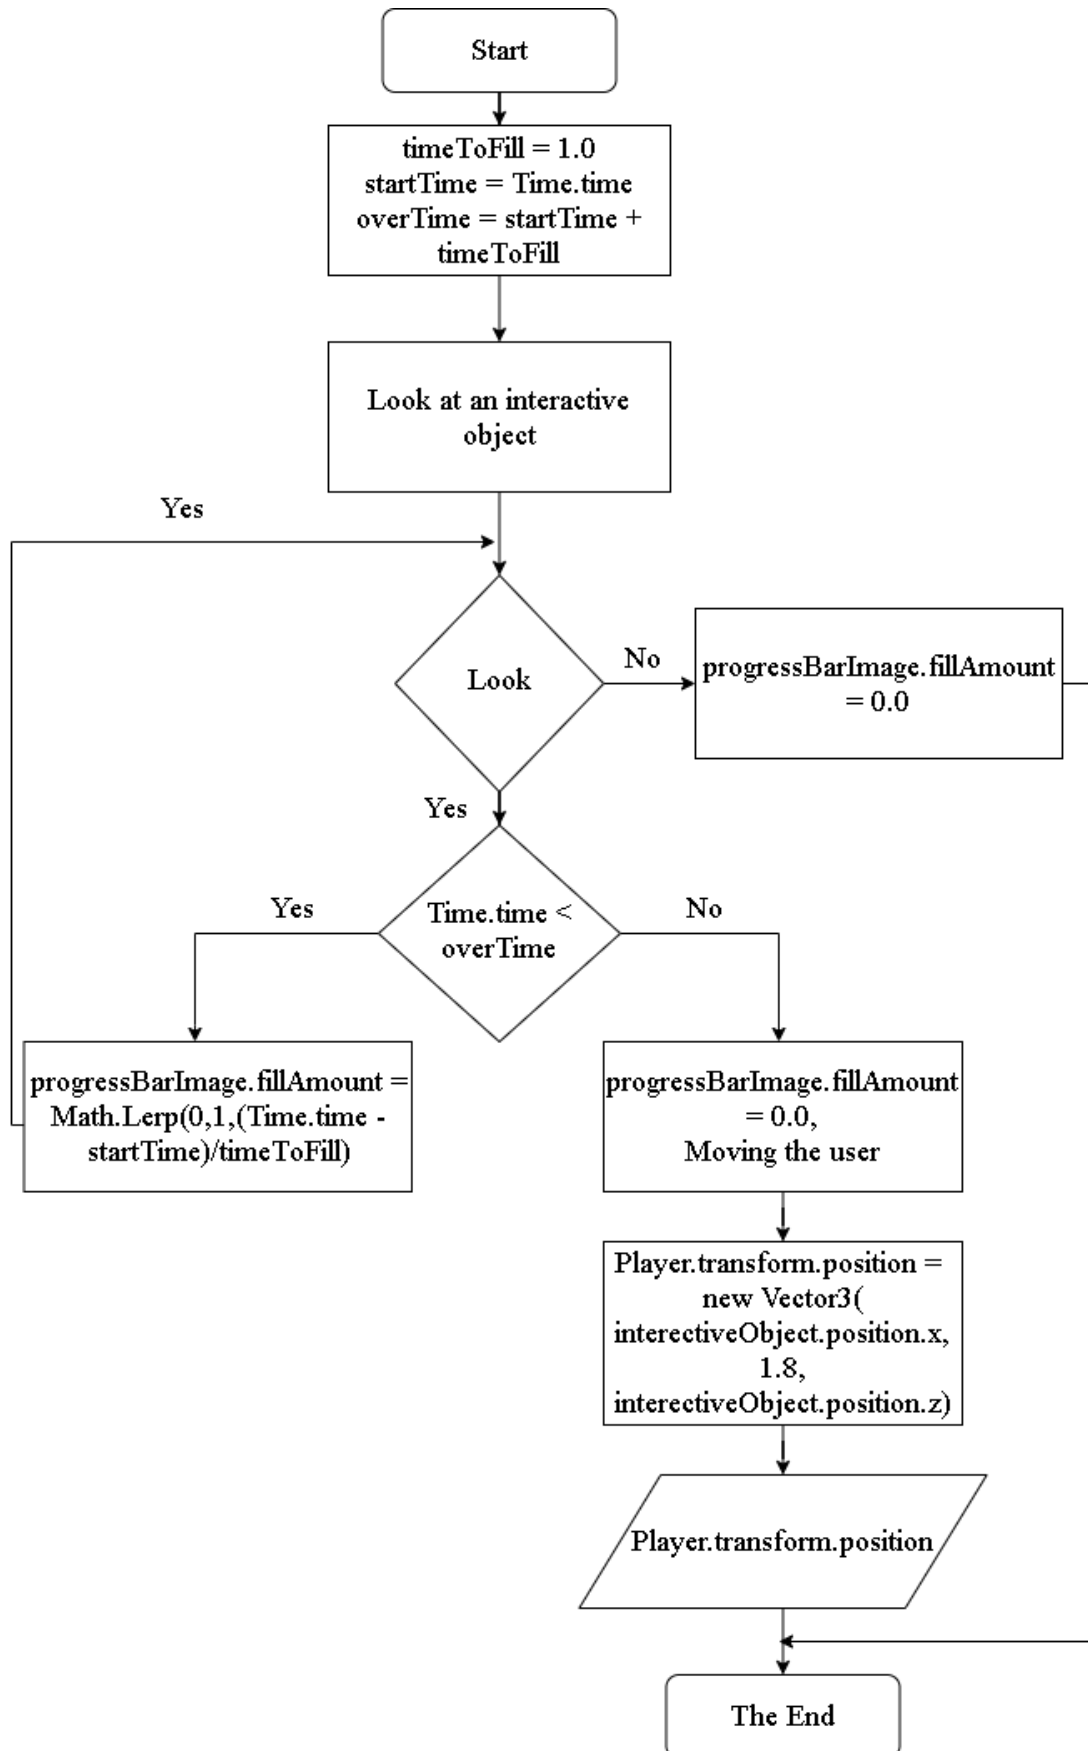 Start
timeToFill = 1.0
startTime = Time.time
overTime = startTime +
timeToFill
Look at an interactive
object
Yes
Look
No
progressBarImage.fillAmount
= 0.0
Yes
Time.time <
overTime
Yes
No
progressBarImage.fillAmount =
Math.Lerp(0,1,(Time.time -
startTime)/timeToFill)
progressBarImage.fillAmount
= 0.0,
Moving the user
Player.transform.position =
new Vector3(
interectiveObject.position.x,
1.8,
interectiveObject.position.z)
Player.transform.position
The End